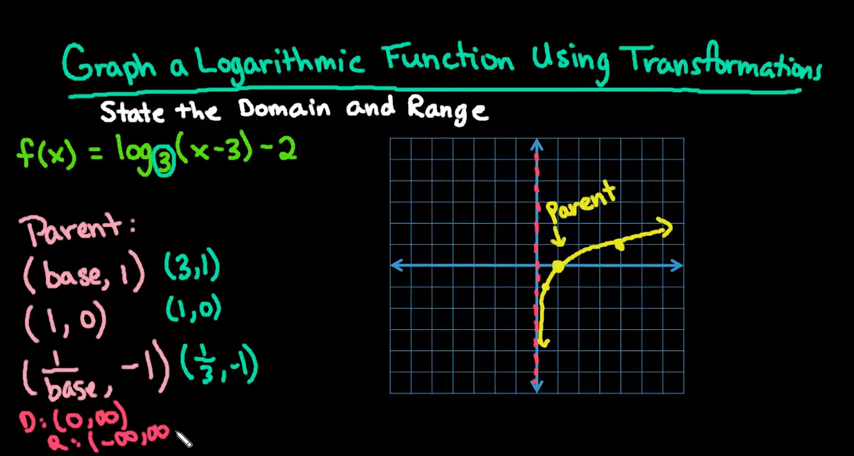 Graph a Logarithmic Function Using Transformations
State the Domain and Range
f(x) = log₃(x-3)-2
Parent:
(base, 1) (3,1)
(1, 0) (1,0)
(1/base, -1) (1/3, -1)
D: (0,∞)
R: (-∞,∞
Parent